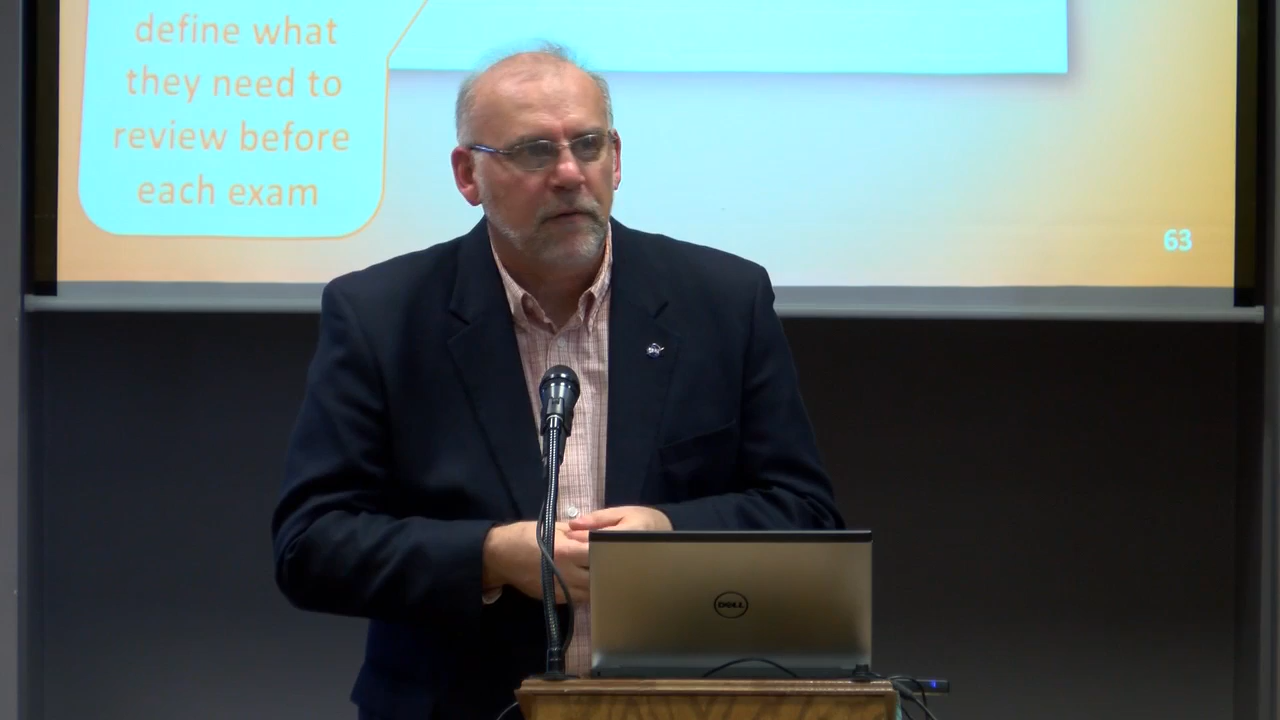 define what
they need to
review before
each exam
63
DELL